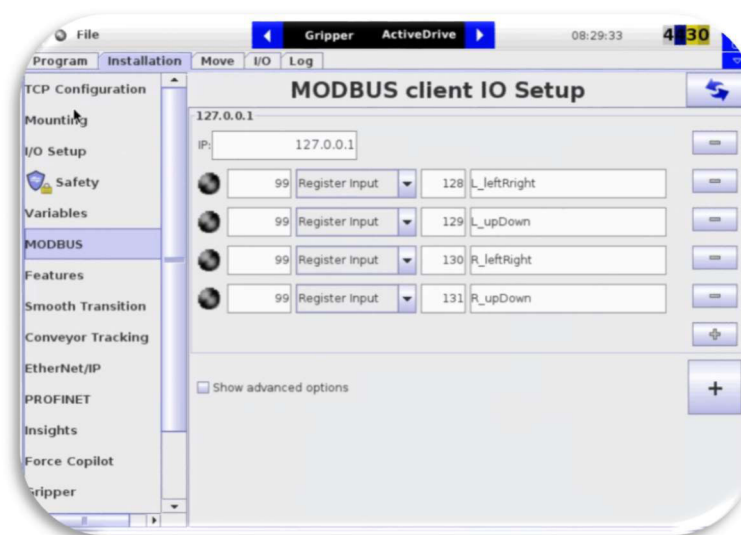 File
Gripper ActiveDrive 08:29:33
Program Installation Move I/O Log
TCP Configuration
Mounting
I/O Setup
Safety
Variables
MODBUS
Features
Smooth Transition
Conveyor Tracking
EtherNet/IP
PROFINET
Insights
Force Copilot
Gripper
MODBUS client IO Setup
127.0.0.1
IP: 127.0.0.1
99 Register Input 128 L_leftRright
99 Register Input 129 L_upDown
99 Register Input 130 R_leftRight
99 Register Input 131 R_upDown
Show advanced options